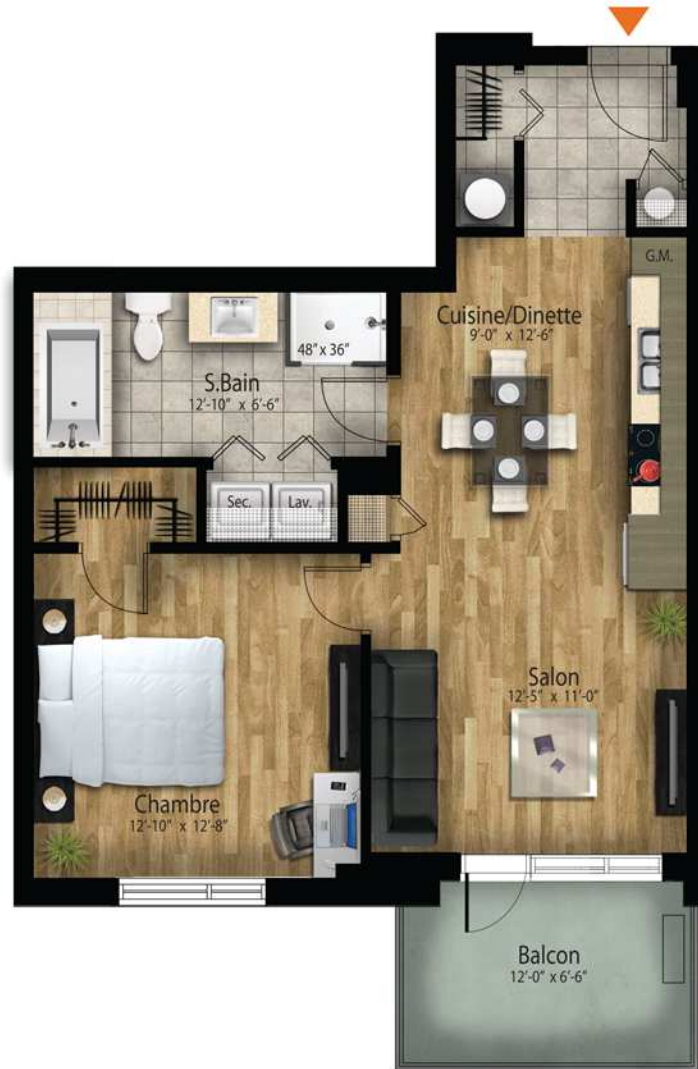 G.M.
Cuisine/Dinette
9'-0" x 12'-6"
48" x 36"
S.Bain
12'-10" x 6'-6"
Sec.
Lav.
Salon
12'-5" x 11'-0"
Chambre
12'-10" x 12'-8"
Balcon
12'-0" x 6'-6"